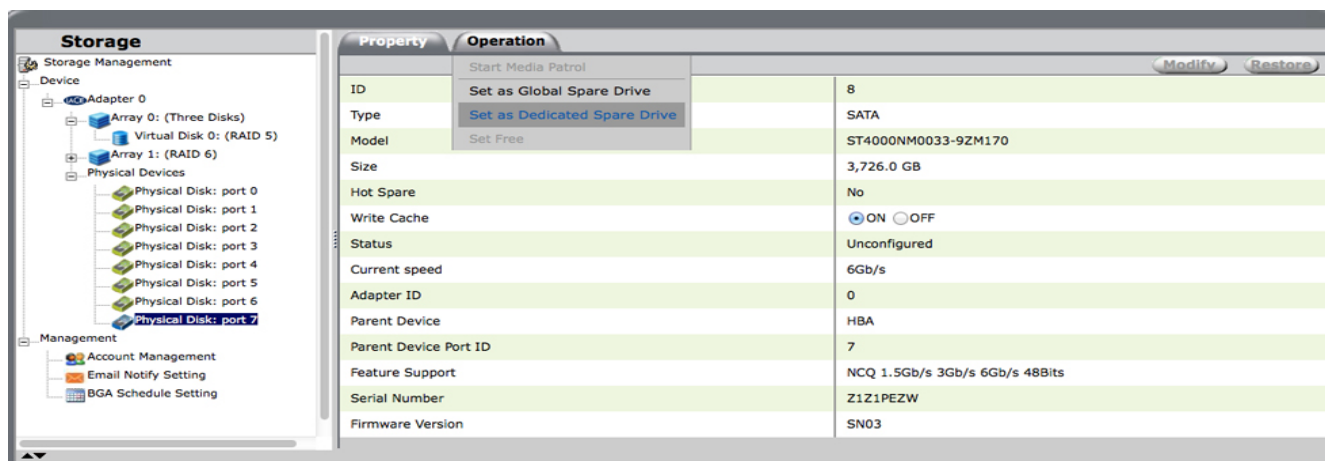 Storage
Storage Management
Device
Adapter 0
Array 0: (Three Disks)
Virtual Disk 0: (RAID 5)
Array 1: (RAID 6)
Physical Devices
Physical Disk: port 0
Physical Disk: port 1
Physical Disk: port 2
Physical Disk: port 3
Physical Disk: port 4
Physical Disk: port 5
Physical Disk: port 6
Physical Disk: port 7
Management
Account Management
Email Notify Setting
BGA Schedule Setting
Property Operation
Start Media Patrol
Set as Global Spare Drive
Set as Dedicated Spare Drive
Set Free
Modify Restore
ID 8
Type SATA
Model ST4000NM0033-9ZM170
Size 3,726.0 GB
Hot Spare No
Write Cache ON OFF
Status Unconfigured
Current speed 6Gb/s
Adapter ID 0
Parent Device HBA
Parent Device Port ID 7
Feature Support NCQ 1.5Gb/s 3Gb/s 6Gb/s 48Bits
Serial Number Z1Z1PEZW
Firmware Version SN03